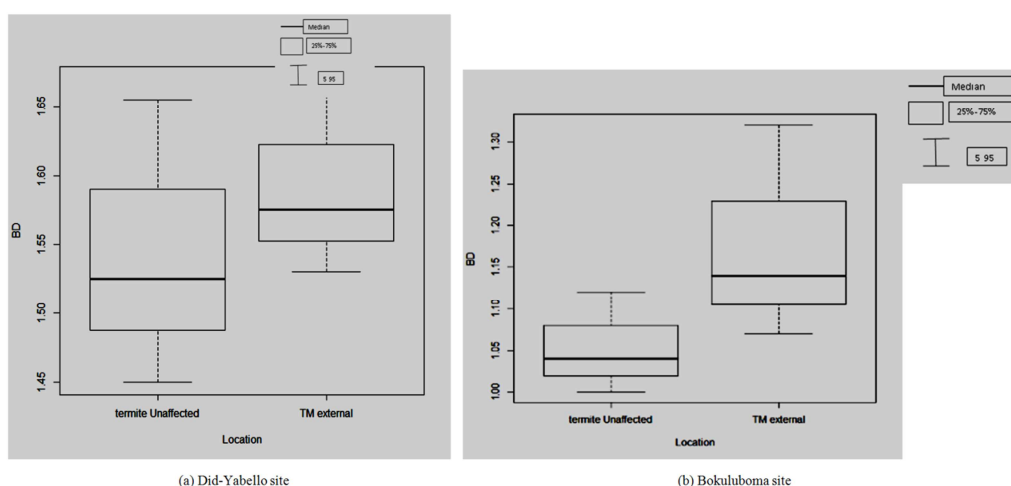 Median
25%-75%
5 95
BD
1.65
1.60
1.55
1.50
1.45
termite Unaffected TM external
Location
(a) Did-Yabello site
Median
25%-75%
5 95
BD
1.30
1.25
1.20
1.15
1.10
1.05
1.00
termite Unaffected TM external
Location
(b) Bokuluboma site